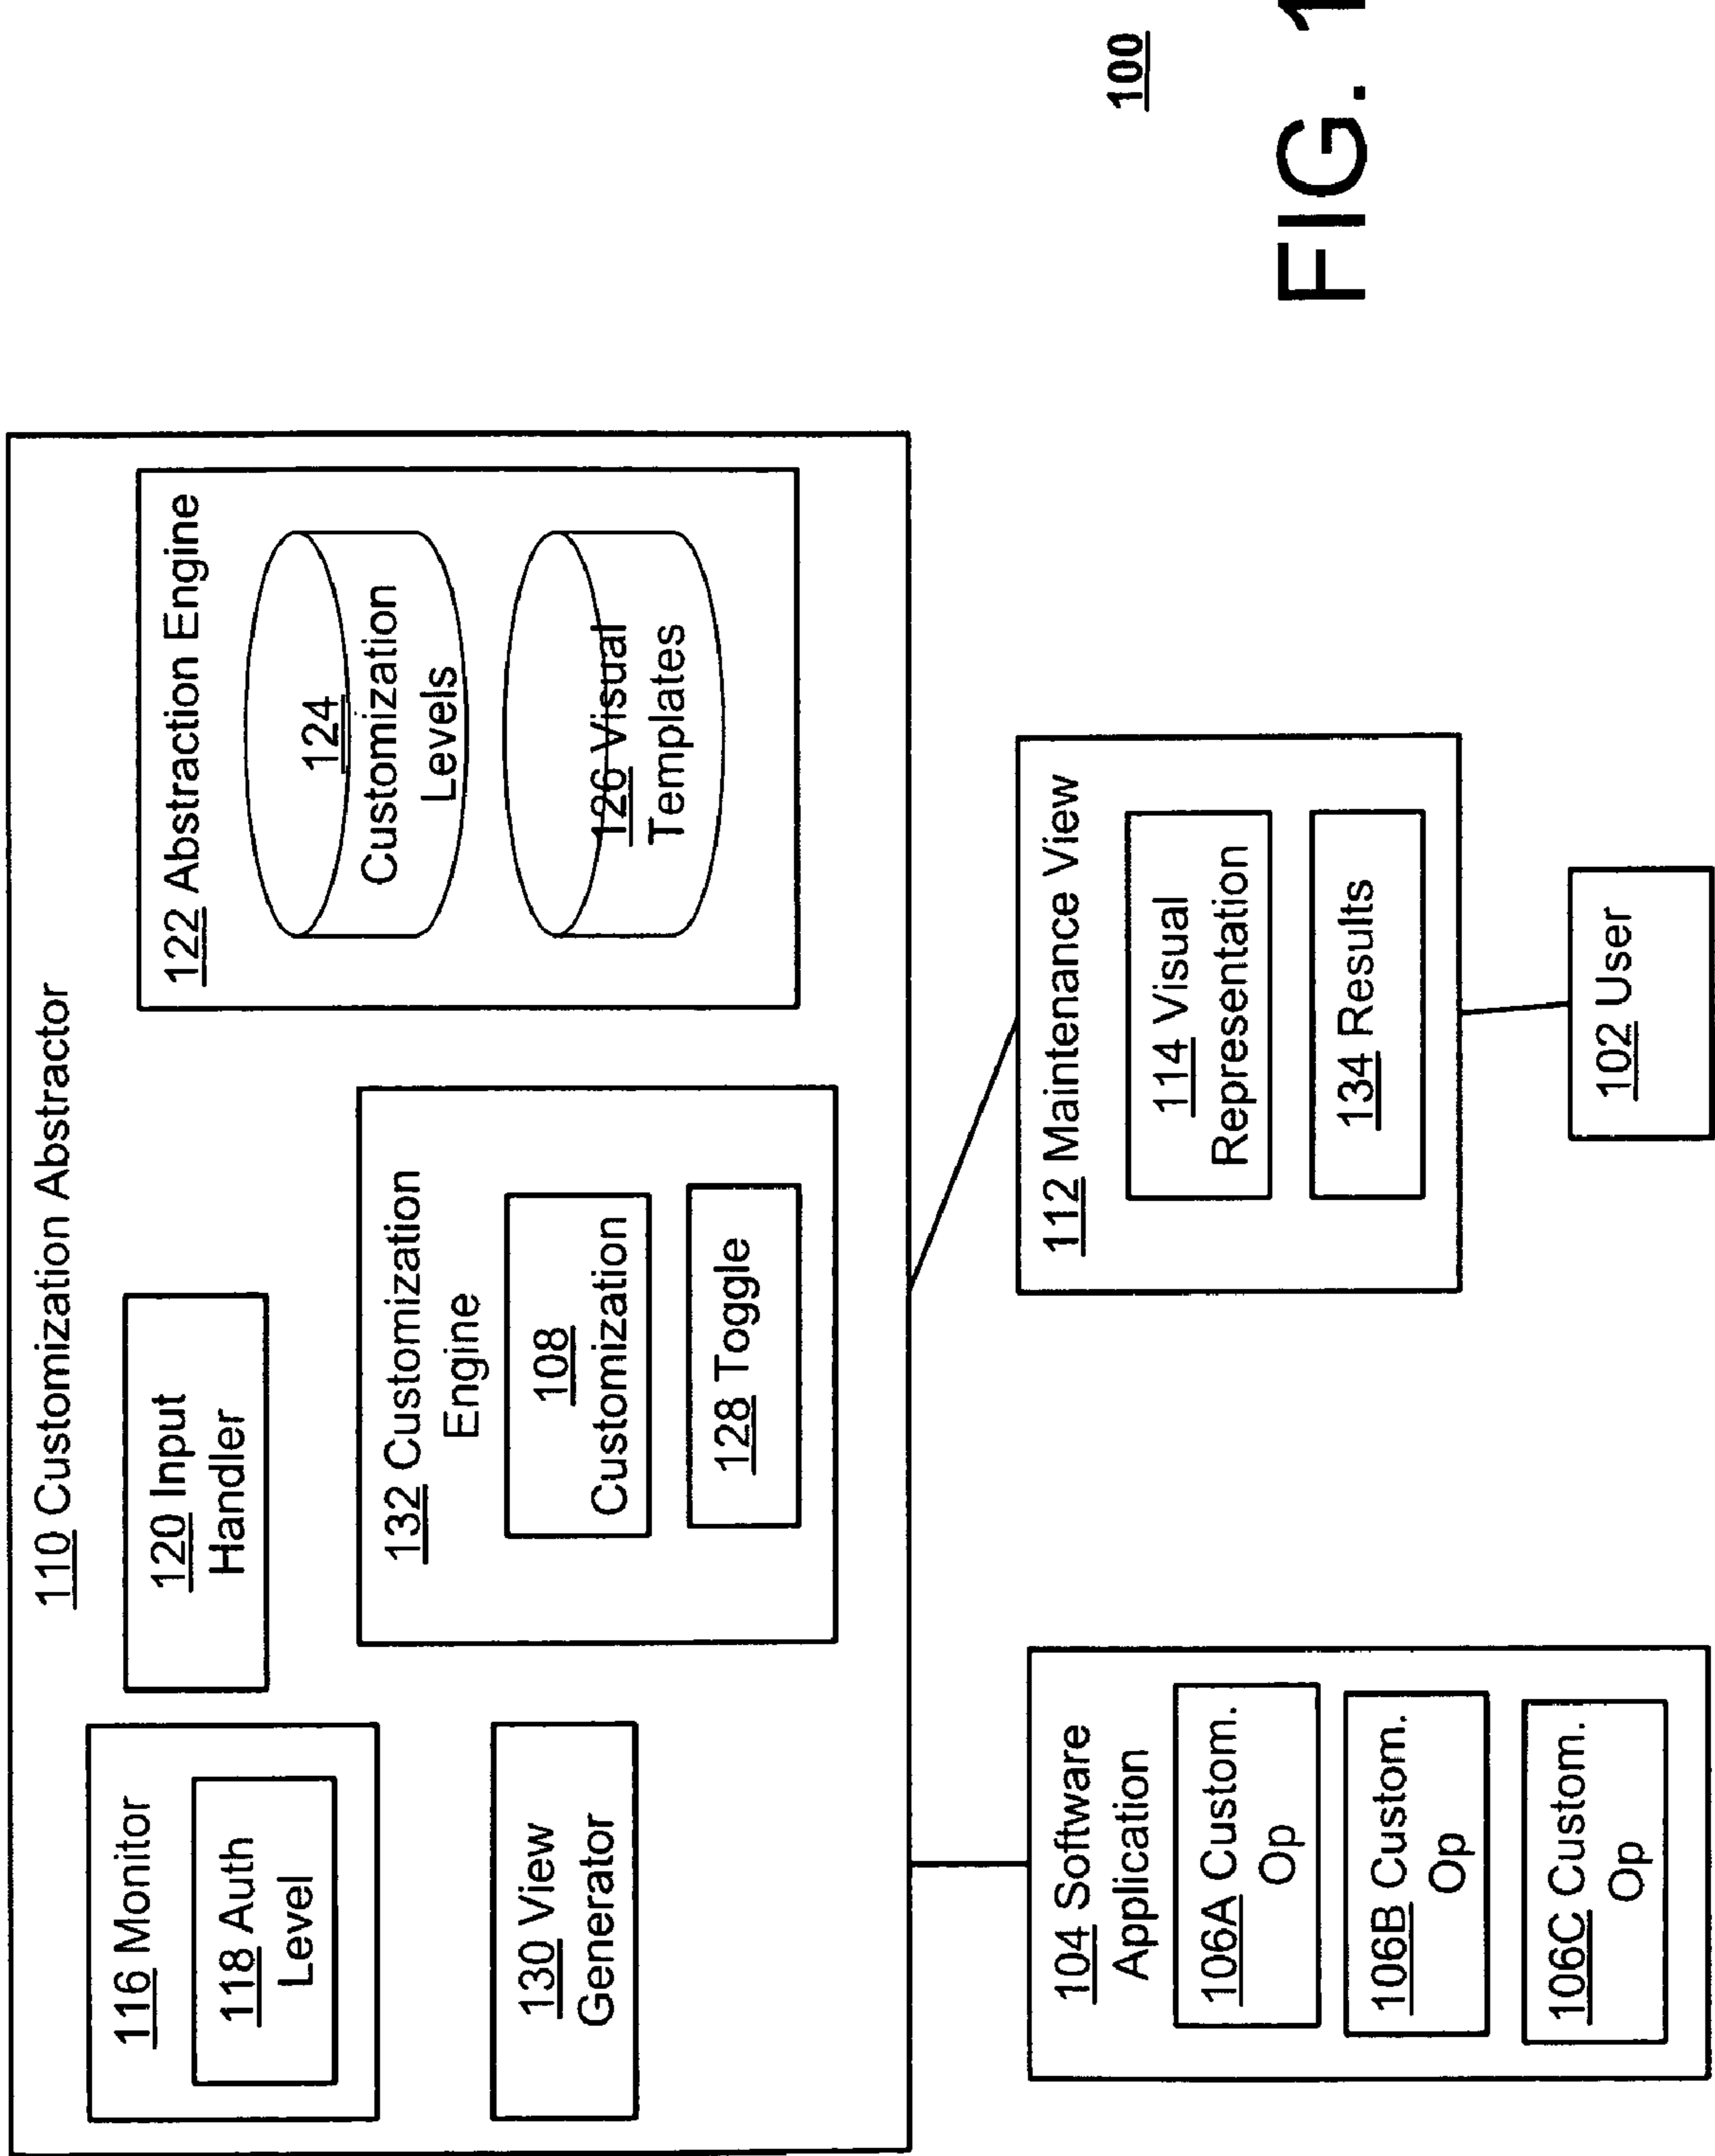 110 Customization Abstractor
116 Monitor
118 Auth
Level
120 Input
Handler
122 Abstraction Engine
124
Customization
Levels
126 Visual
Templates
132 Customization
Engine
108
Customization
128 Toggle
130 View
Generator
104 Software
Application
106A Custom.
Op
106B Custom.
Op
106C Custom.
Op
112 Maintenance View
114 Visual
Representation
134 Results
102 User
100
FIG. 1